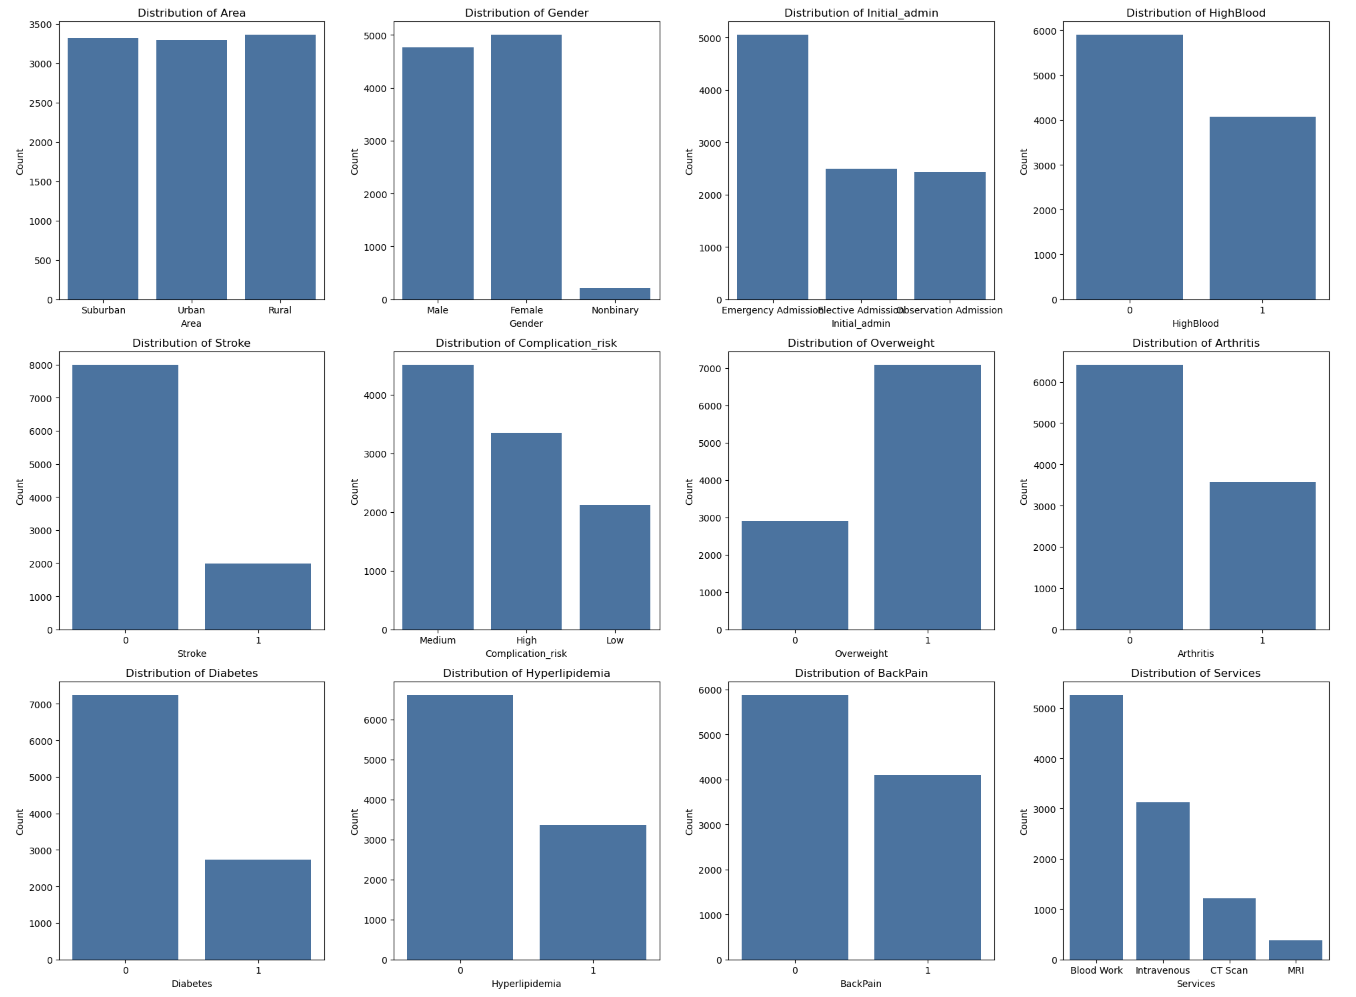 Distribution of Area
Count
3500
3000
2500
2000
1500
1000
500
0
Suburban Urban Rural
Area
Distribution of Gender
Count
5000
4000
3000
2000
1000
0
Male Female Nonbinary
Gender
Distribution of Initial_admin
Count
5000
4000
3000
2000
1000
0
Emergency Admission Elective Admission Observation Admission
Initial_admin
Distribution of HighBlood
Count
6000
5000
4000
3000
2000
1000
0
0 1
HighBlood
Distribution of Stroke
Count
8000
7000
6000
5000
4000
3000
2000
1000
0
0 1
Stroke
Distribution of Complication_risk
Count
4000
3000
2000
1000
0
Medium High Low
Complication_risk
Distribution of Overweight
Count
7000
6000
5000
4000
3000
2000
1000
0
0 1
Overweight
Distribution of Arthritis
Count
6000
5000
4000
3000
2000
1000
0
0 1
Arthritis
Distribution of Diabetes
Count
7000
6000
5000
4000
3000
2000
1000
0
0 1
Diabetes
Distribution of Hyperlipidemia
Count
6000
5000
4000
3000
2000
1000
0
0 1
Hyperlipidemia
Distribution of BackPain
Count
6000
5000
4000
3000
2000
1000
0
0 1
BackPain
Distribution of Services
Count
5000
4000
3000
2000
1000
0
Blood Work Intravenous CT Scan MRI
Services